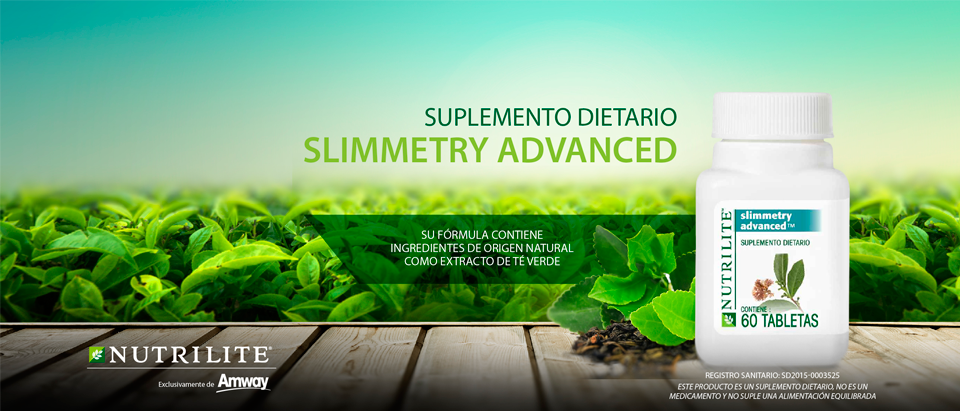 SUPLEMENTO DIETARIO
SLIMMETRY ADVANCED
SU FÓRMULA CONTIENE
INGREDIENTES DE ORIGEN NATURAL
COMO EXTRACTO DE TÉ VERDE
NUTRILITE
slimmetry
advanced™
SUPLEMENTO DIETARIO
CONTIENE:
60 TABLETAS
NUTRILITE®
Exclusivamente de Amway
REGISTRO SANITARIO: SD2015-0003525
ESTE PRODUCTO ES UN SUPLEMENTO DIETARIO, NO ES UN
MEDICAMENTO Y NO SUPLE UNA ALIMENTACIÓN EQUILIBRADA